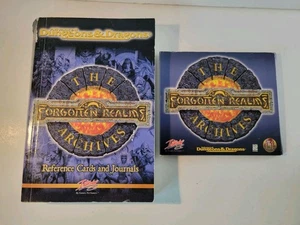 Dungeons & Dragons
THE
FORGOTTEN REALMS
ARCHIVES
Reference Cards and Journals
THE
FORGOTTEN REALMS
ARCHIVES
Dungeons & Dragons